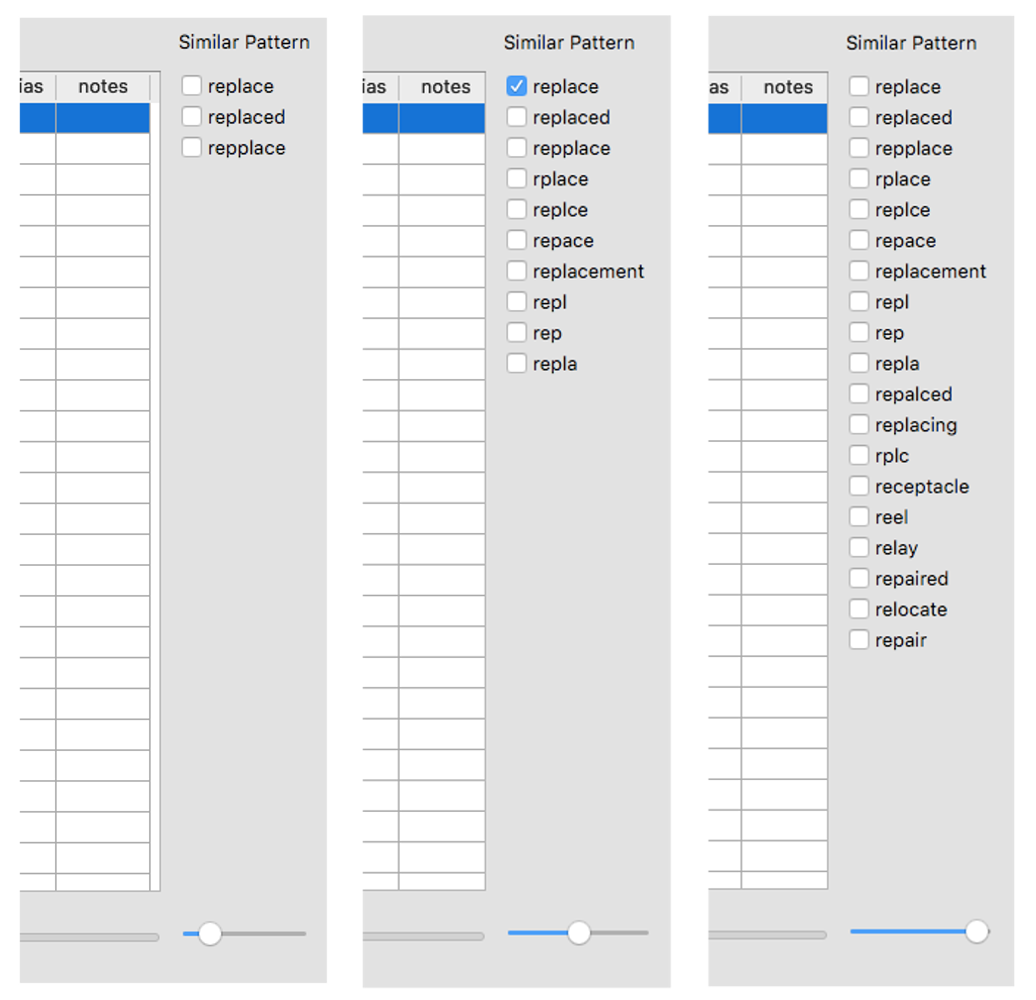 Similar Pattern
ias notes
replace
replaced
repplace
Similar Pattern
ias notes
replace
replaced
repplace
rplace
replce
repace
replacement
repl
rep
repla
Similar Pattern
as notes
replace
replaced
repplace
rplace
replce
repace
replacement
repl
rep
repla
repalced
replacing
rplc
receptacle
reel
relay
repaired
relocate
repair